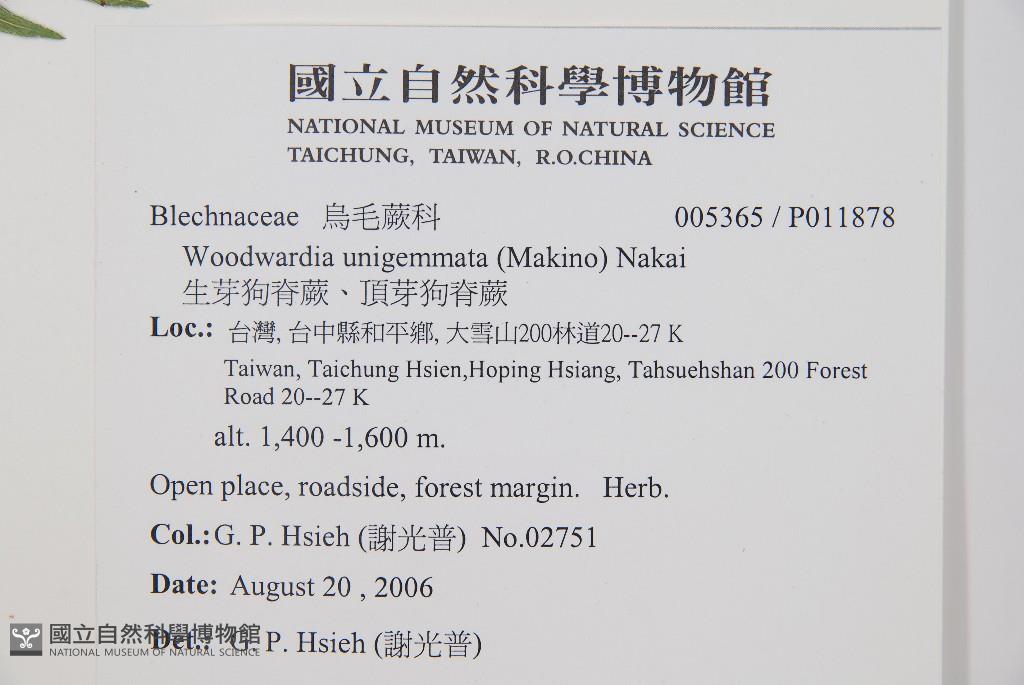 國立自然科學博物館
NATIONAL MUSEUM OF NATURAL SCIENCE
TAICHUNG, TAIWAN, R.O.CHINA
Blechnaceae 烏毛蕨科 005365 / P011878
Woodwardia unigemmata (Makino) Nakai
生芽狗脊蕨、頂芽狗脊蕨
Loc.: 台灣, 台中縣和平鄉, 大雪山200林道20--27 K
Taiwan, Taichung Hsien,Hoping Hsiang, Tahsuehshan 200 Forest
Road 20--27 K
alt. 1,400 -1,600 m.
Open place, roadside, forest margin. Herb.
Col.: G. P. Hsieh (謝光普) No.02751
Date: August 20 , 2006
Det.: G. P. Hsieh (謝光普)
國立自然科學博物館
NATIONAL MUSEUM OF NATURAL SCIENCE